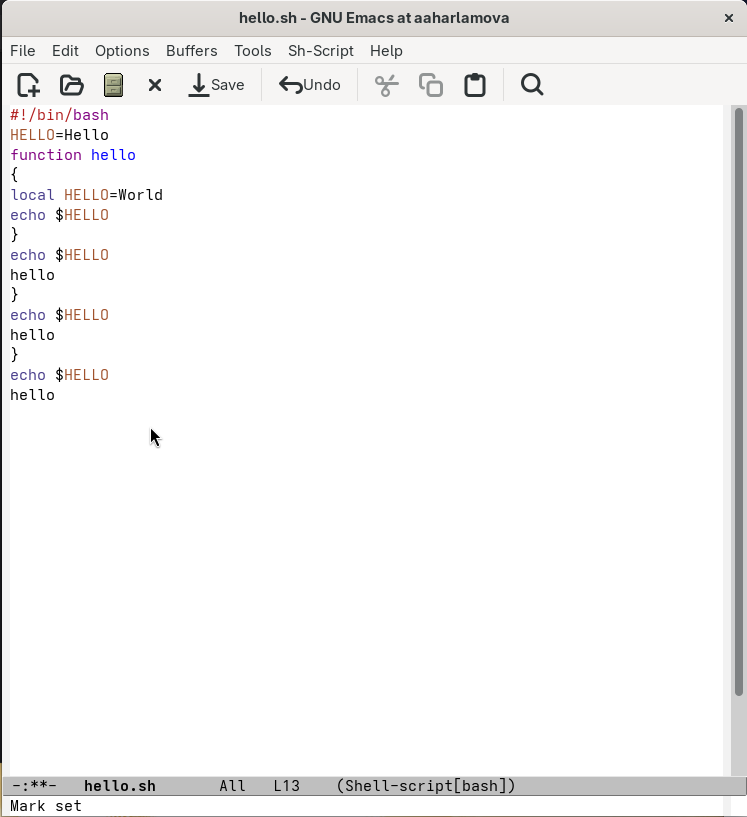 hello.sh - GNU Emacs at aaharlamova
File Edit Options Buffers Tools Sh-Script Help
Save Undo
#!/bin/bash
HELLO=Hello
function hello
{
local HELLO=World
echo $HELLO
}
echo $HELLO
hello
}
echo $HELLO
hello
}
echo $HELLO
hello
-:**- hello.sh All L13 (Shell-script[bash])
Mark set